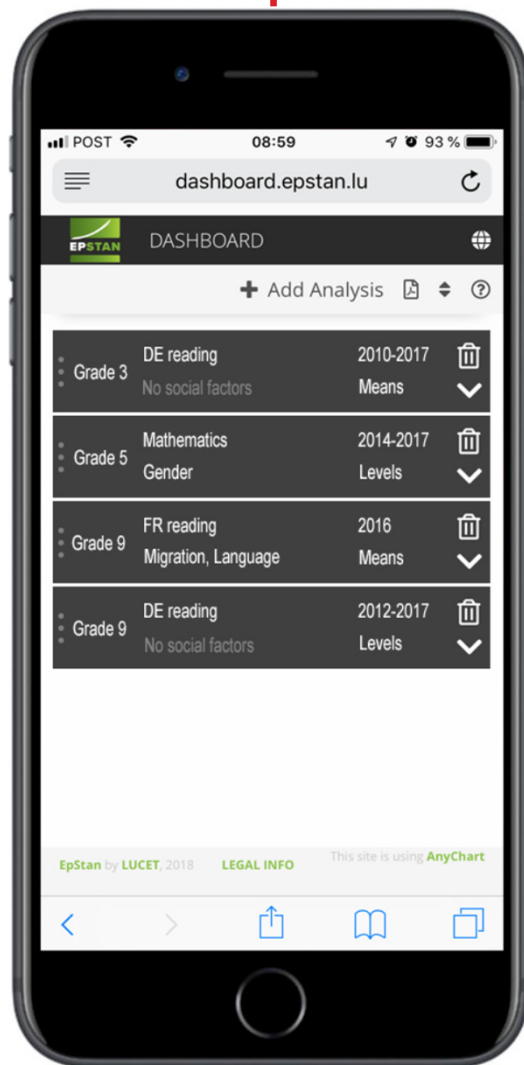 POST 08:59 93 %
dashboard.epstan.lu
EPSTAN DASHBOARD
Add Analysis
Grade 3 DE reading 2010-2017
No social factors Means
Grade 5 Mathematics 2014-2017
Gender Levels
Grade 9 FR reading 2016
Migration, Language Means
Grade 9 DE reading 2012-2017
No social factors Levels
EpStan by LUCET, 2018 LEGAL INFO This site is using AnyChart